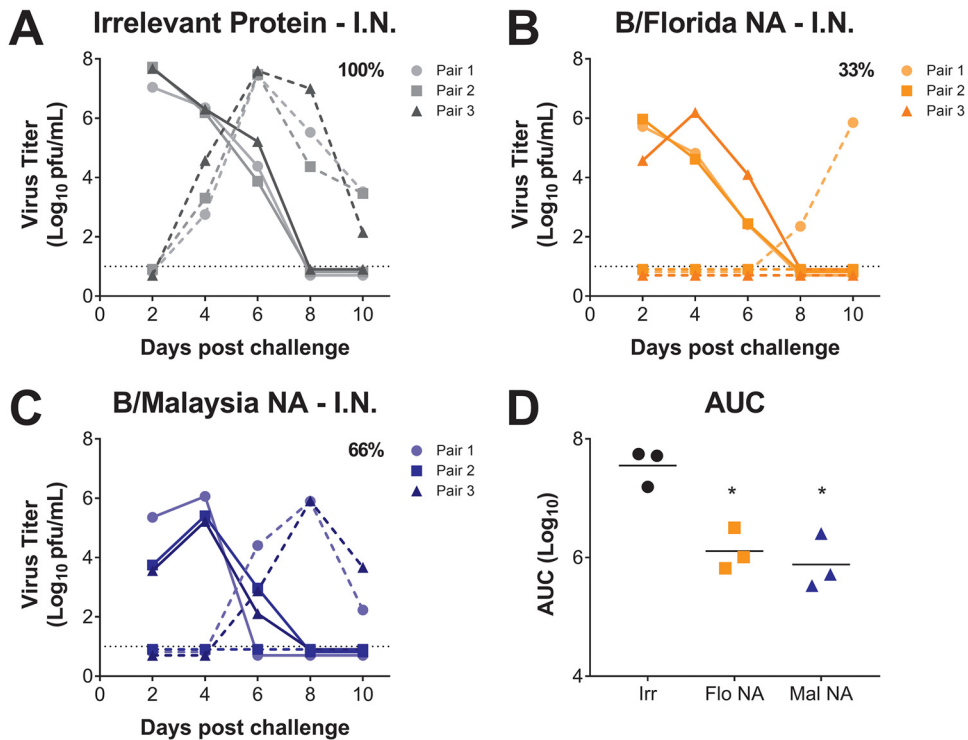 A
Irrelevant Protein - I.N.
100%
Pair 1
Pair 2
Pair 3
Virus Titer
(Log10 pfu/mL)
8
6
4
2
0
0 2 4 6 8 10
Days post challenge
B
B/Florida NA - I.N.
33%
Pair 1
Pair 2
Pair 3
Virus Titer
(Log10 pfu/mL)
8
6
4
2
0
0 2 4 6 8 10
Days post challenge
C
B/Malaysia NA - I.N.
66%
Pair 1
Pair 2
Pair 3
Virus Titer
(Log10 pfu/mL)
8
6
4
2
0
0 2 4 6 8 10
Days post challenge
D
AUC
AUC (Log10)
8
6
4
* *
Irr Flo NA Mal NA